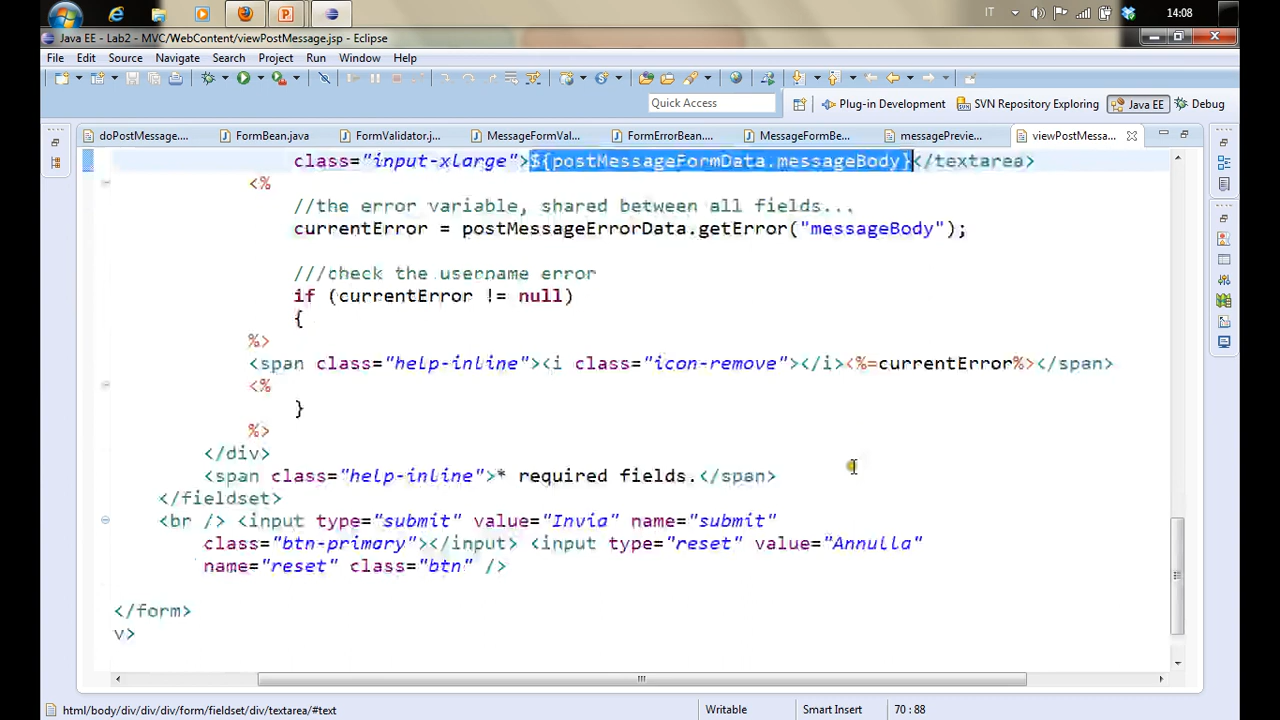 IT 14:08
Java EE - Lab2 - MVC/WebContent/viewPostMessage.jsp - Eclipse
File Edit Source Navigate Search Project Run Window Help
Quick Access Plug-in Development SVN Repository Exploring Java EE Debug
doPostMessage.... FormBean.java FormValidator.j... MessageFormVal... FormErrorBean.... MessageFormBe... messagePrevie... viewPostMessa...
class="input-xlarge">${postMessageFormData.messageBody}</textarea>
<%
//the error variable, shared between all fields...
currentError = postMessageErrorData.getError("messageBody");
///check the username error
if (currentError != null)
{
%>
<span class="help-inline"><i class="icon-remove"></i><%=currentError%></span>
<%
}
%>
</div>
<span class="help-inline">* required fields.</span>
</fieldset>
<br /> <input type="submit" value="Invia" name="submit"
class="btn-primary"></input> <input type="reset" value="Annulla"
name="reset" class="btn" />
</form>
v>
html/body/div/div/div/form/fieldset/div/textarea/#text Writable Smart Insert 70 : 88